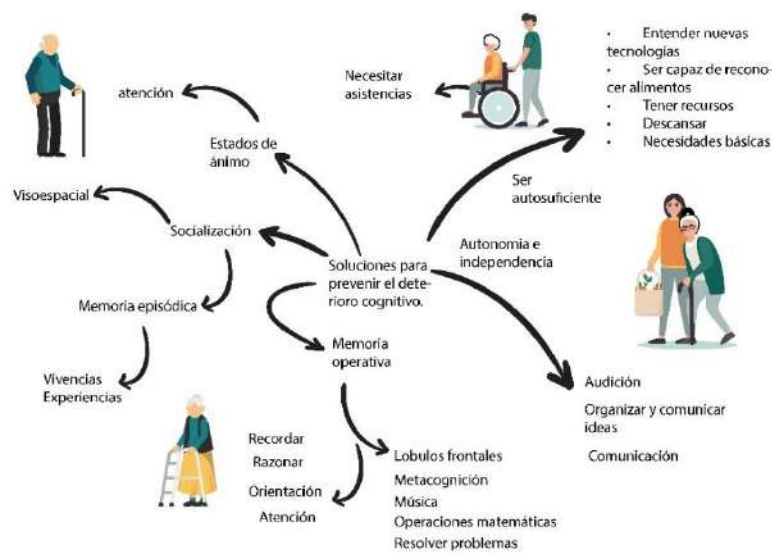 atención
Estados de
ánimo
Visoespacial
Socialización
Memoria episódica
Vivencias
Experiencias
Necesitar
asistencias
• Entender nuevas
tecnologías
• Ser capaz de recono-
cer alimentos
• Tener recursos
• Descansar
• Necesidades básicas
Ser
autosuficiente
Autonomia e
independencia
Soluciones para
prevenir el dete-
rioro cognitivo.
Memoria
operativa
Recordar
Razonar
Orientación
Atención
Lobulos frontales
Metacognición
Música
Operaciones matemáticas
Resolver problemas
Audición
Organizar y comunicar
ideas
Comunicación